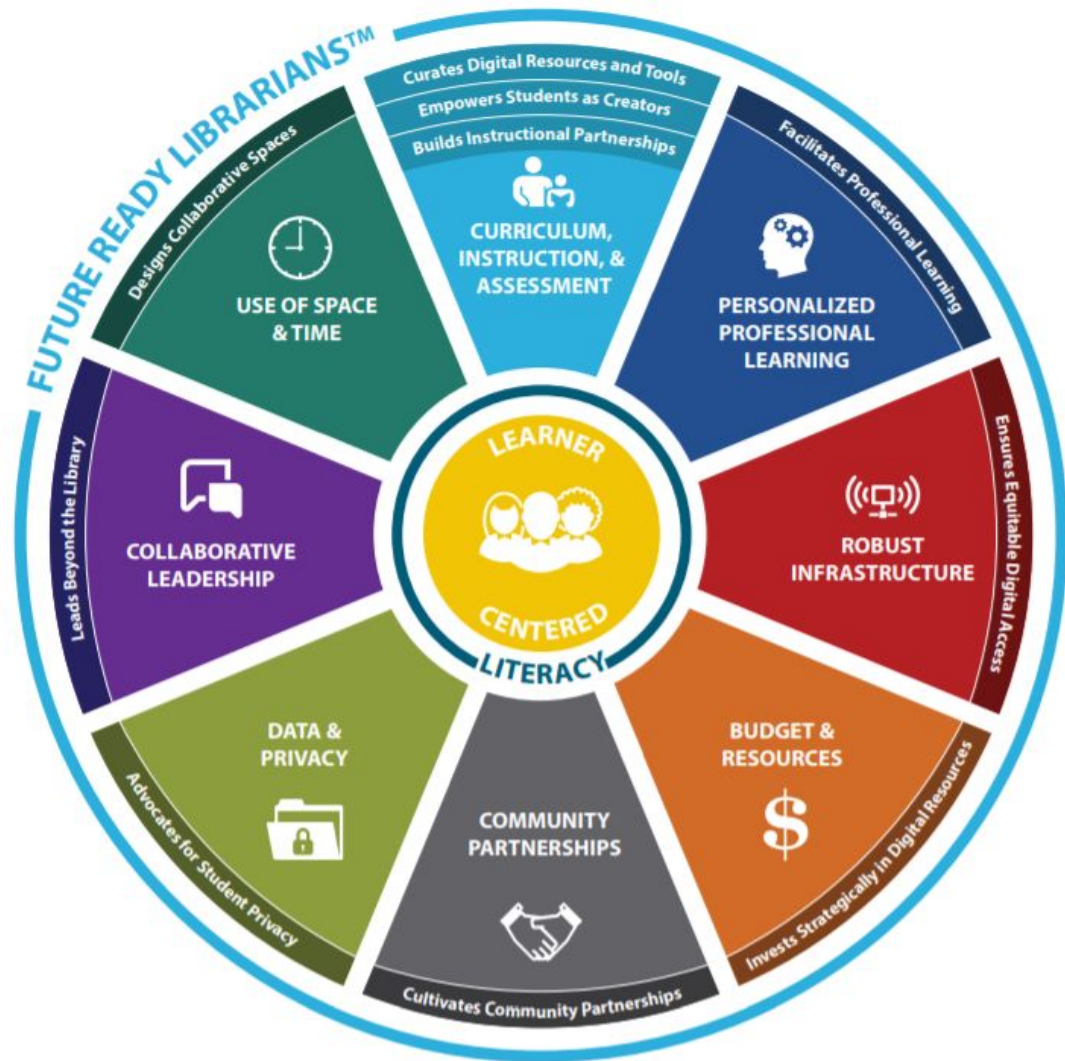 FUTURE READY LIBRARIANS™
Curates Digital Resources and Tools
Empowers Students as Creators
Builds Instructional Partnerships
CURRICULUM,
INSTRUCTION, &
ASSESSMENT
Facilitates Professional Learning
PERSONALIZED
PROFESSIONAL
LEARNING
Ensures Equitable Digital Access
ROBUST
INFRASTRUCTURE
Invests Strategically in Digital Resources
BUDGET &
RESOURCES
$
Cultivates Community Partnerships
COMMUNITY
PARTNERSHIPS
Advocates for Student Privacy
DATA &
PRIVACY
Leads Beyond the Library
COLLABORATIVE
LEADERSHIP
Designs Collaborative Spaces
USE OF SPACE
& TIME
LEARNER
CENTERED
LITERACY